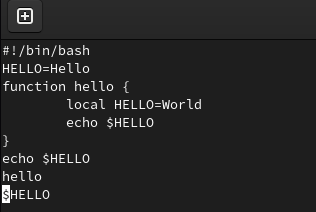 #!/bin/bash
HELLO=Hello
function hello {
        local HELLO=World
        echo $HELLO
}
echo $HELLO
hello
$HELLO